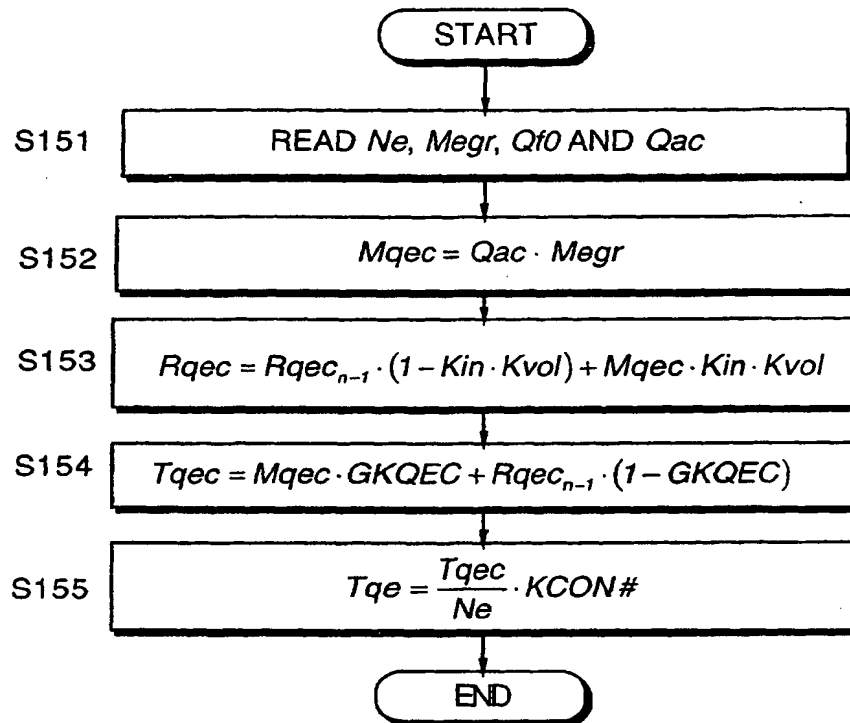 START
S151 READ Ne, Megr, Qf0 AND Qac
S152 Mqec = Qac · Megr
S153 Rqec = Rqec_{n-1} · (1 − Kin · Kvol) + Mqec · Kin · Kvol
S154 Tqec = Mqec · GKQEC + Rqec_{n-1} · (1 − GKQEC)
S155 Tqe = \frac{Tqec}{Ne} · KCON#
END